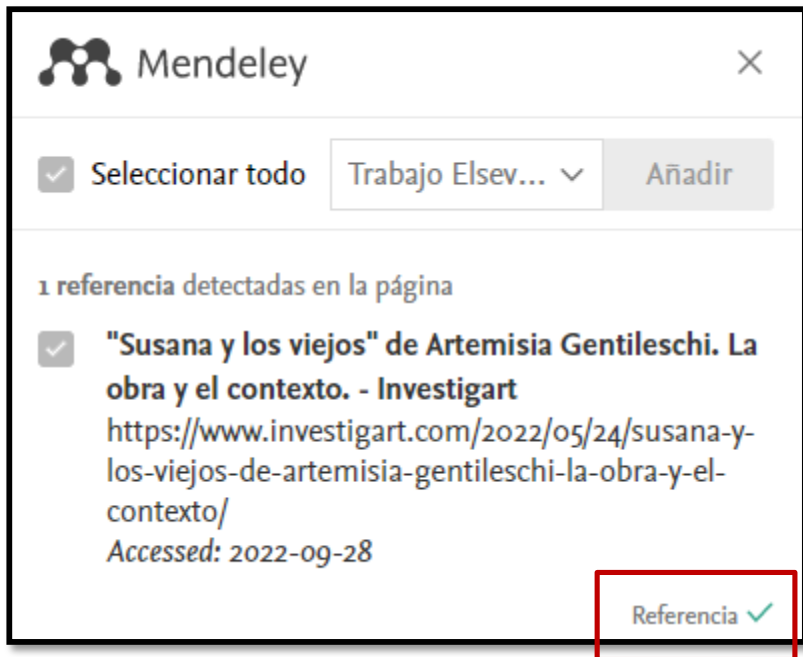 Mendeley
Seleccionar todo Trabajo Elsev... Añadir
1 referencia detectadas en la página
"Susana y los viejos" de Artemisia Gentileschi. La
obra y el contexto. - Investigart
https://www.investigart.com/2022/05/24/susana-y-
los-viejos-de-artemisia-gentileschi-la-obra-y-el-
contexto/
Accessed: 2022-09-28
Referencia